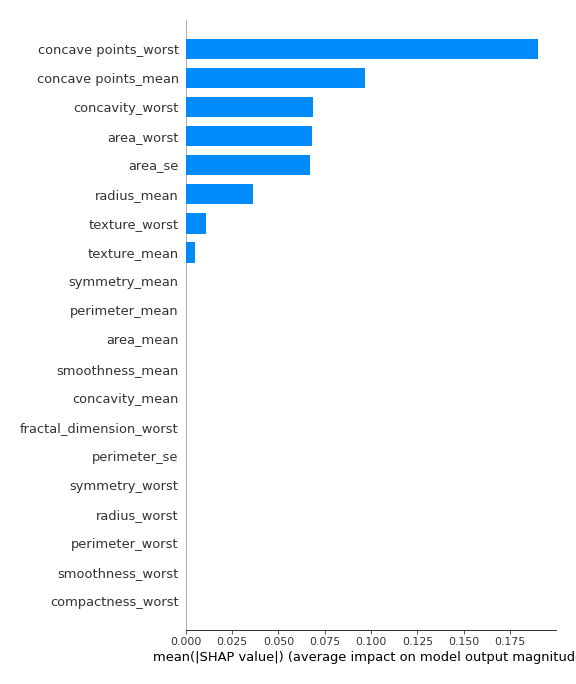 concave points_worst
concave points_mean
concavity_worst
area_worst
area_se
radius_mean
texture_worst
texture_mean
symmetry_mean
perimeter_mean
area_mean
smoothness_mean
concavity_mean
fractal_dimension_worst
perimeter_se
symmetry_worst
radius_worst
perimeter_worst
smoothness_worst
compactness_worst
0.000 0.025 0.050 0.075 0.100 0.125 0.150 0.175
mean(|SHAP value|) (average impact on model output magnitud